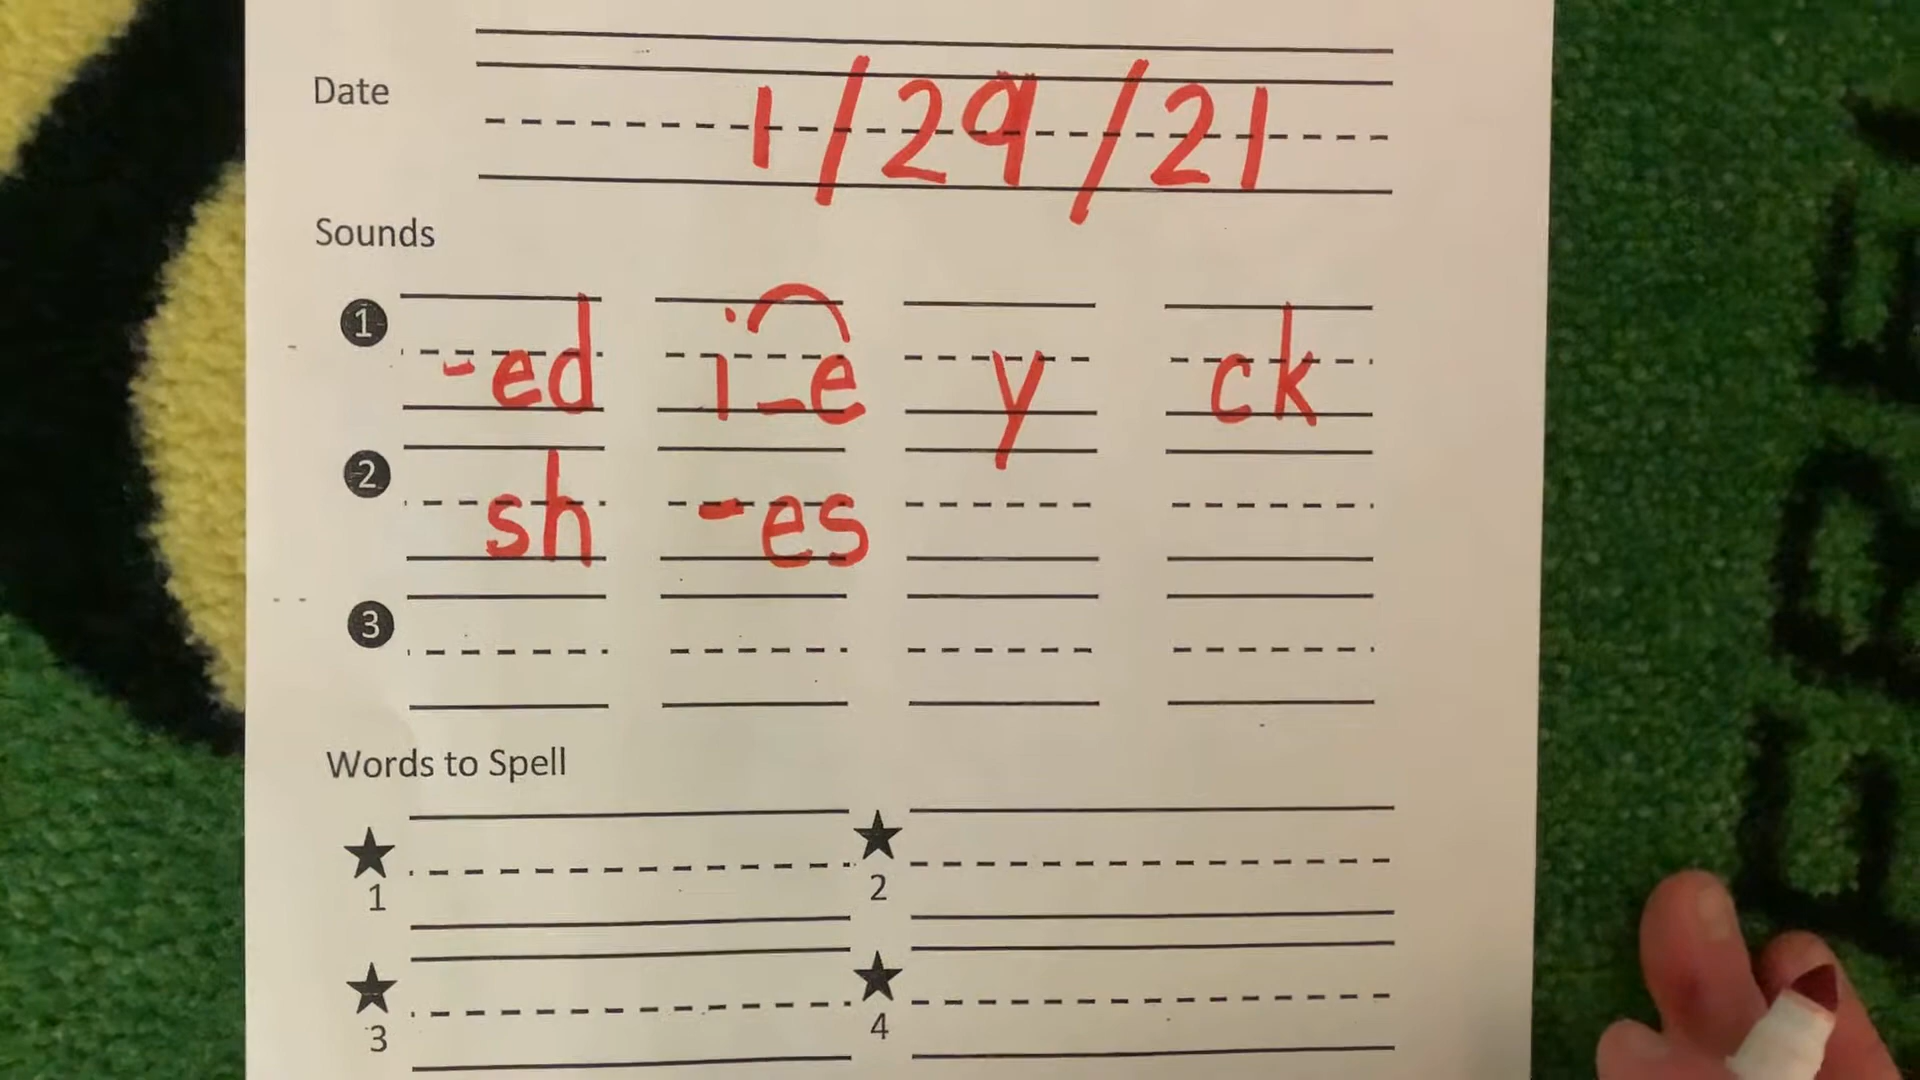 Date 1/29/21
Sounds
1 -ed i_e y ck
2 sh -es
3
Words to Spell
1 2
3 4